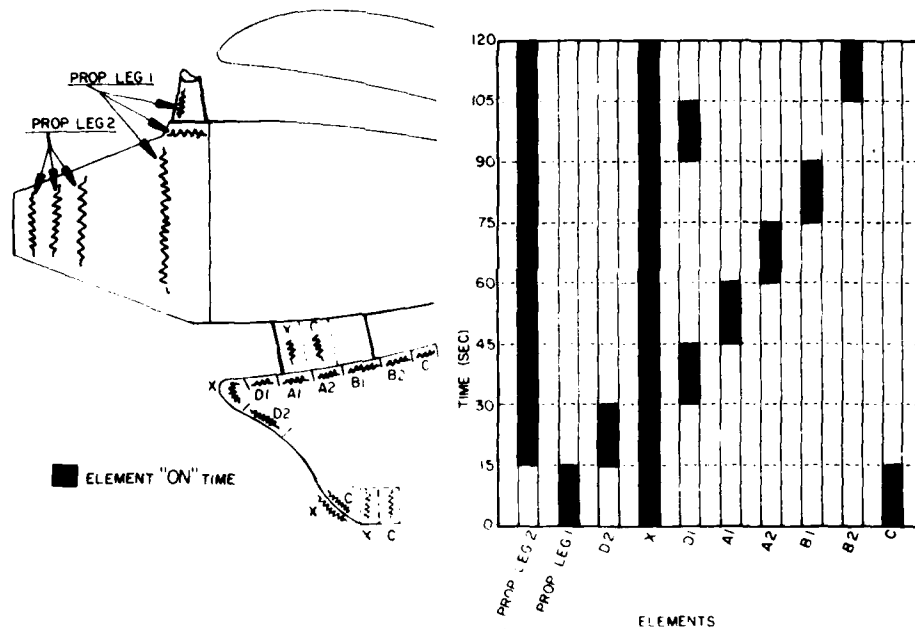 PROP LEG 1
PROP LEG 2
X
D1 A1 A2 B1 B2 C
X
D2
C
X
X C
ELEMENT "ON" TIME
TIME (SEC)
120
105
90
75
60
45
30
15
0
PROP LEG 2
PROP LEG 1
D2
X
D1
A1
A2
B1
B2
C
ELEMENTS